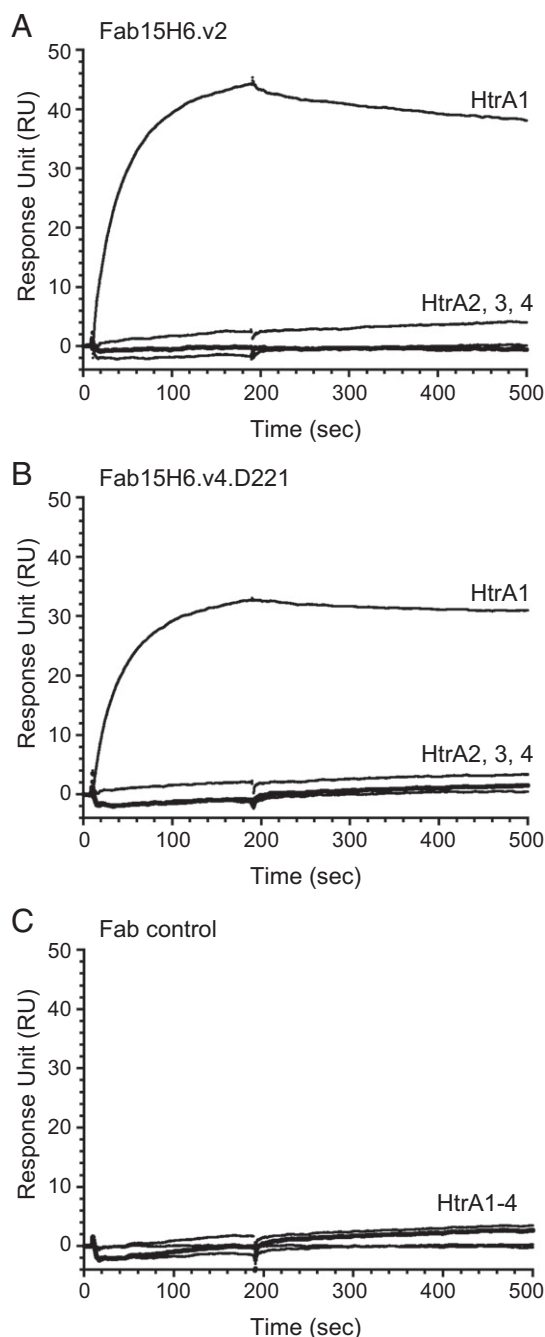 A
Fab15H6.v2
50
40
30
20
10
0
Response Unit (RU)
HtrA1
HtrA2, 3, 4
0 100 200 300 400 500
Time (sec)
B
Fab15H6.v4.D221
50
40
30
20
10
0
Response Unit (RU)
HtrA1
HtrA2, 3, 4
0 100 200 300 400 500
Time (sec)
C
Fab control
50
40
30
20
10
0
Response Unit (RU)
HtrA1-4
0 100 200 300 400 500
Time (sec)